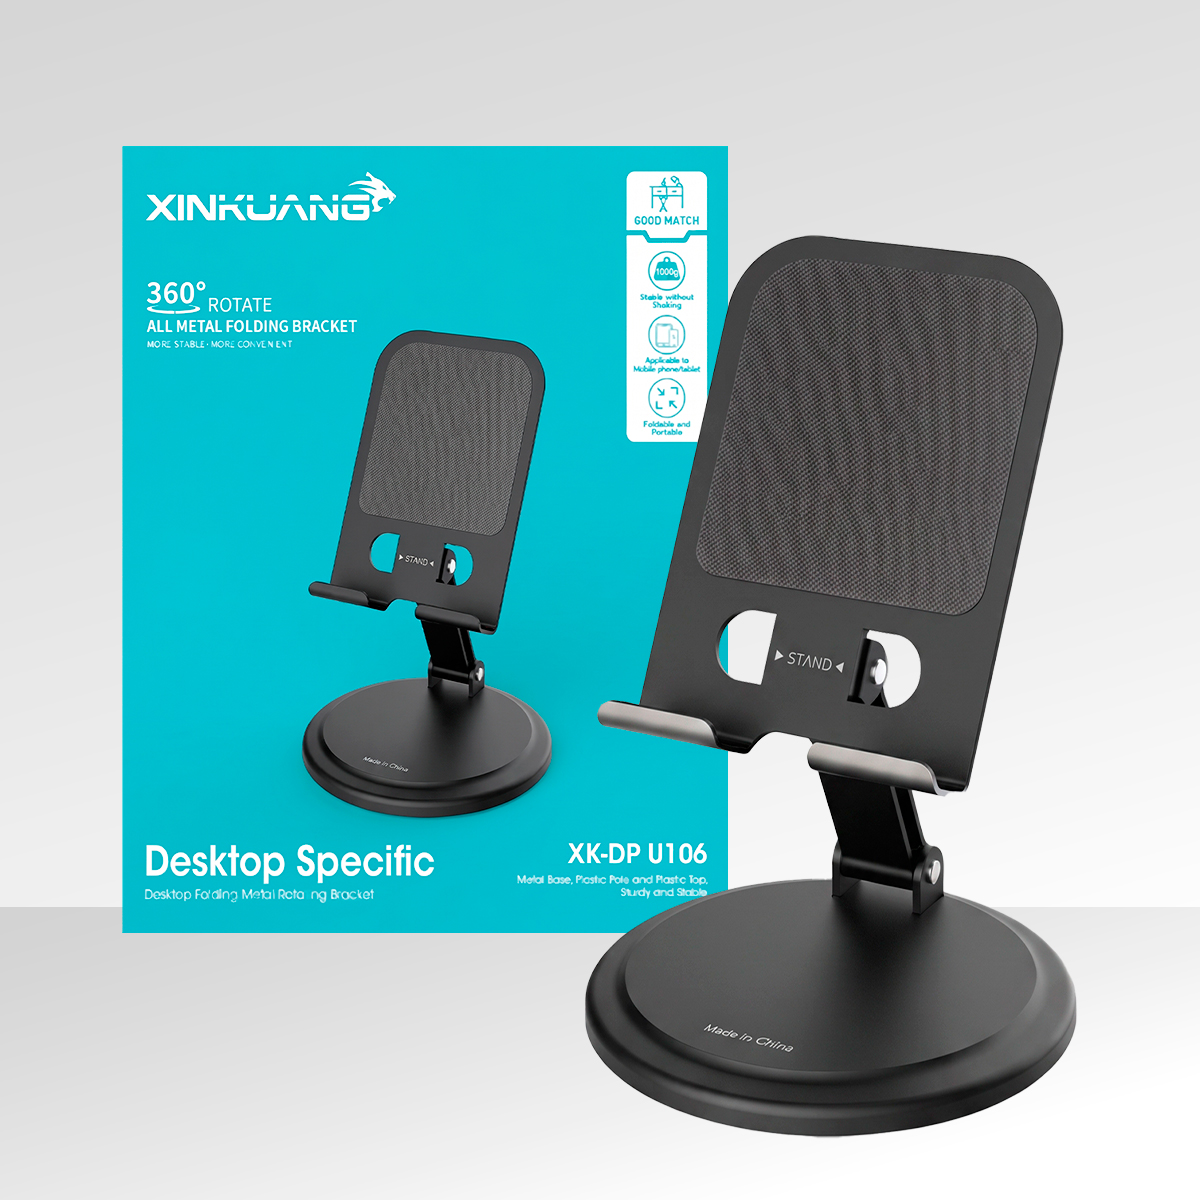 XINKUANG
360° ROTATE
ALL METAL FOLDING BRACKET
MORE STABLE · MORE CONVENIENT
GOOD MATCH
1000g
Stable without
Shaking
Applicable to
Mobile phone/tablet
Foldable and
Portable
▶ STAND ◀
Made in China
Desktop Specific
Desktop Folding Metal Rotating Bracket
XK-DP U106
Metal Base, Plastic Pole and Plastic Top,
Sturdy and Stable
▶ STAND ◀
Made in China